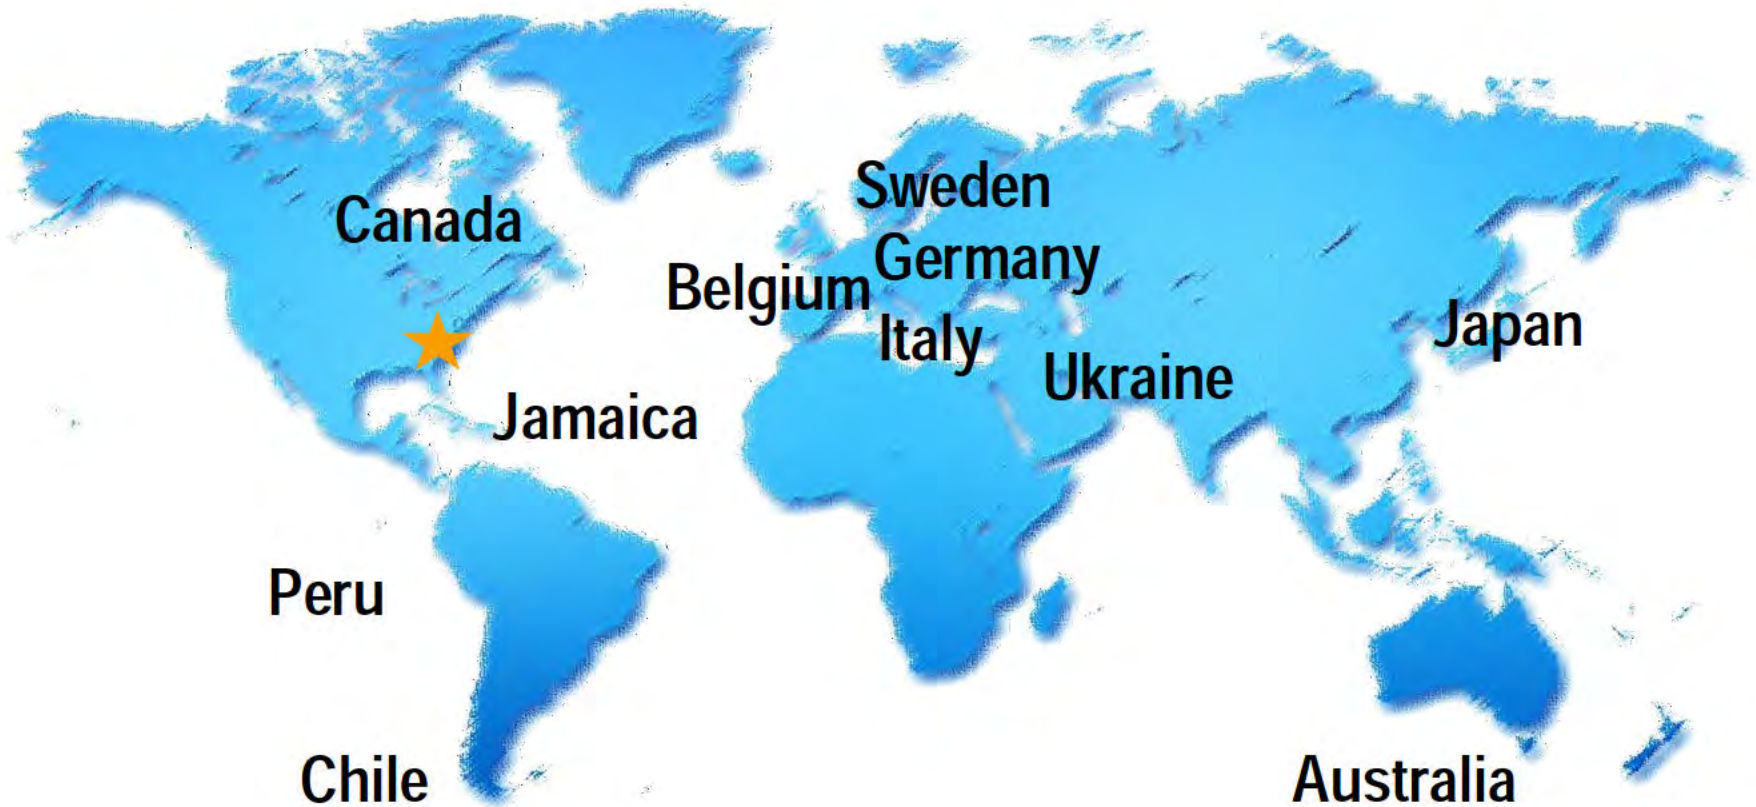 Sweden
Canada
Germany
Belgium
Japan
Italy
Ukraine
Jamaica
Peru
Chile
Australia